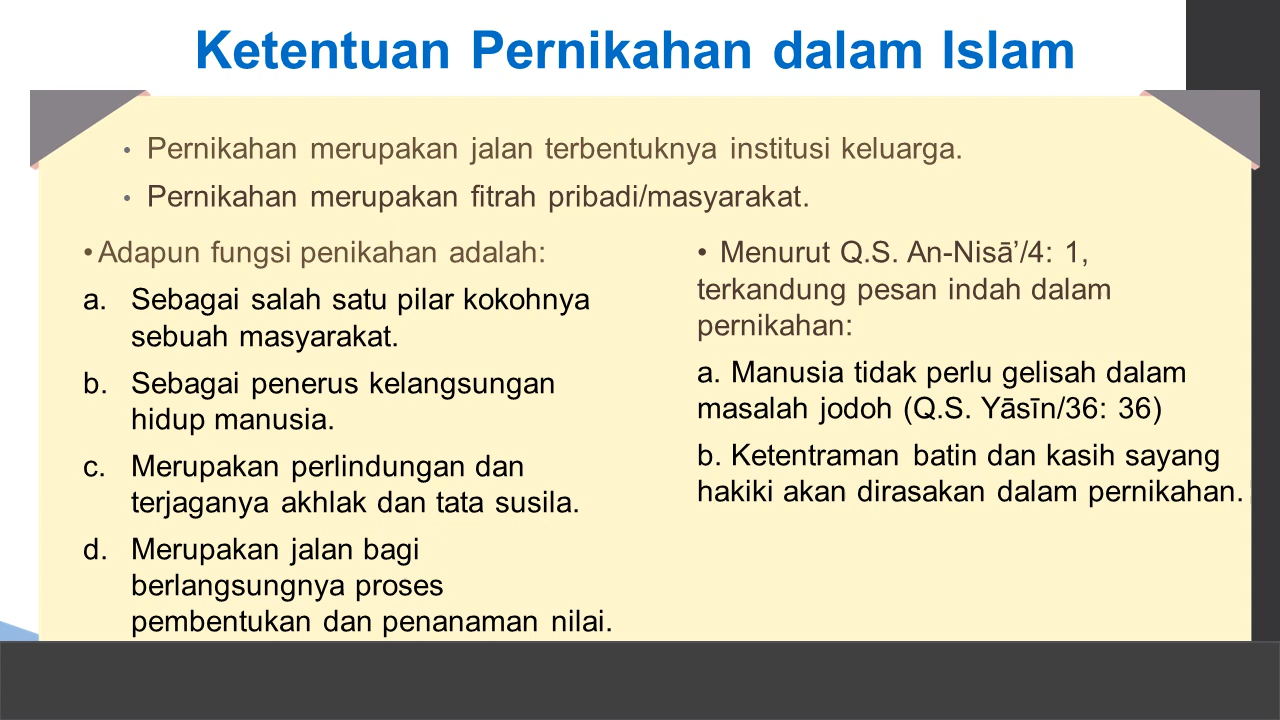 Ketentuan Pernikahan dalam Islam
• Pernikahan merupakan jalan terbentuknya institusi keluarga.
• Pernikahan merupakan fitrah pribadi/masyarakat.
• Adapun fungsi penikahan adalah:
a. Sebagai salah satu pilar kokohnya
sebuah masyarakat.
b. Sebagai penerus kelangsungan
hidup manusia.
c. Merupakan perlindungan dan
terjaganya akhlak dan tata susila.
d. Merupakan jalan bagi
berlangsungnya proses
pembentukan dan penanaman nilai.
• Menurut Q.S. An-Nisā’/4: 1,
terkandung pesan indah dalam
pernikahan:
a. Manusia tidak perlu gelisah dalam
masalah jodoh (Q.S. Yāsīn/36: 36)
b. Ketentraman batin dan kasih sayang
hakiki akan dirasakan dalam pernikahan.